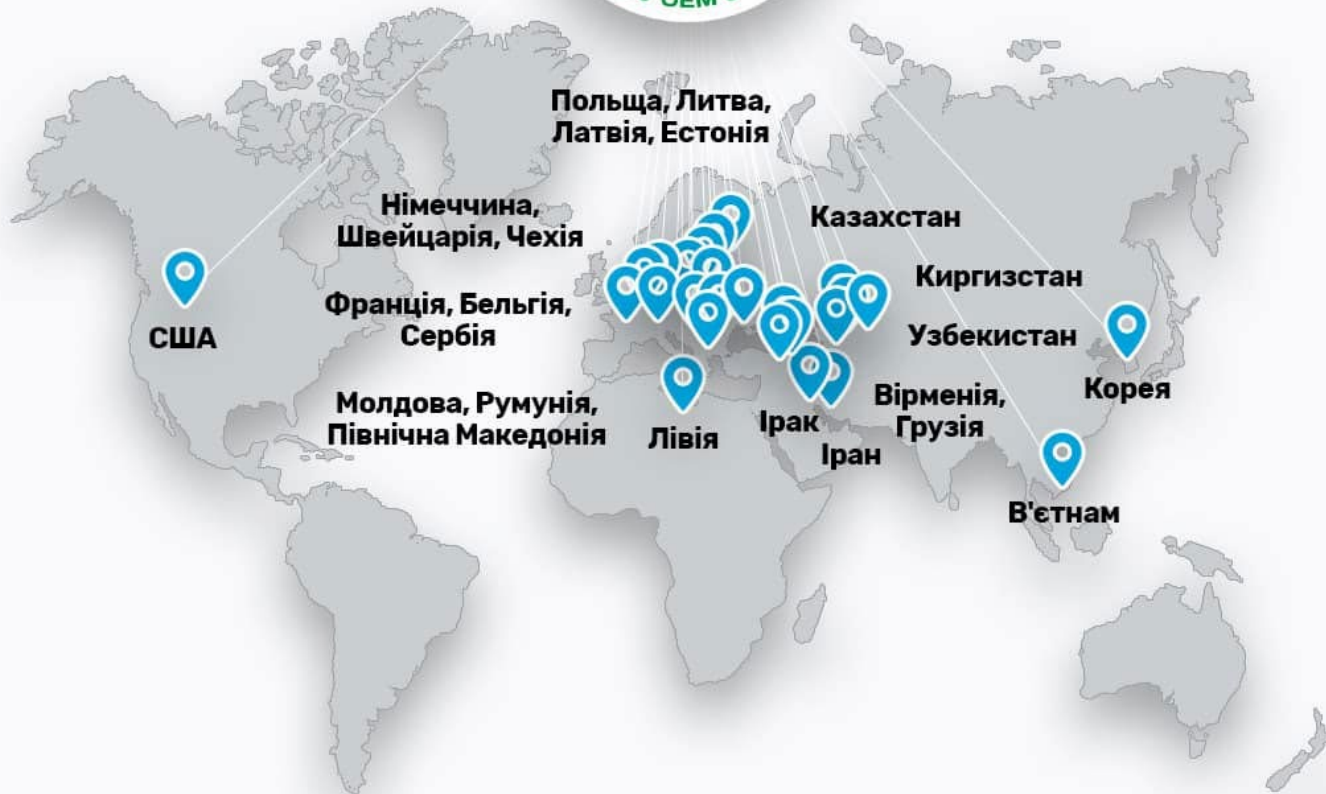 OEM
Польща, Литва,
Латвія, Естонія
Німеччина,
Швейцарія, Чехія
Казахстан
Киргизстан
Франція, Бельгія,
Сербія
США
Узбекистан
Корея
Молдова, Румунія,
Північна Македонія
Лівія
Ірак
Вірменія,
Грузія
Іран
В'єтнам